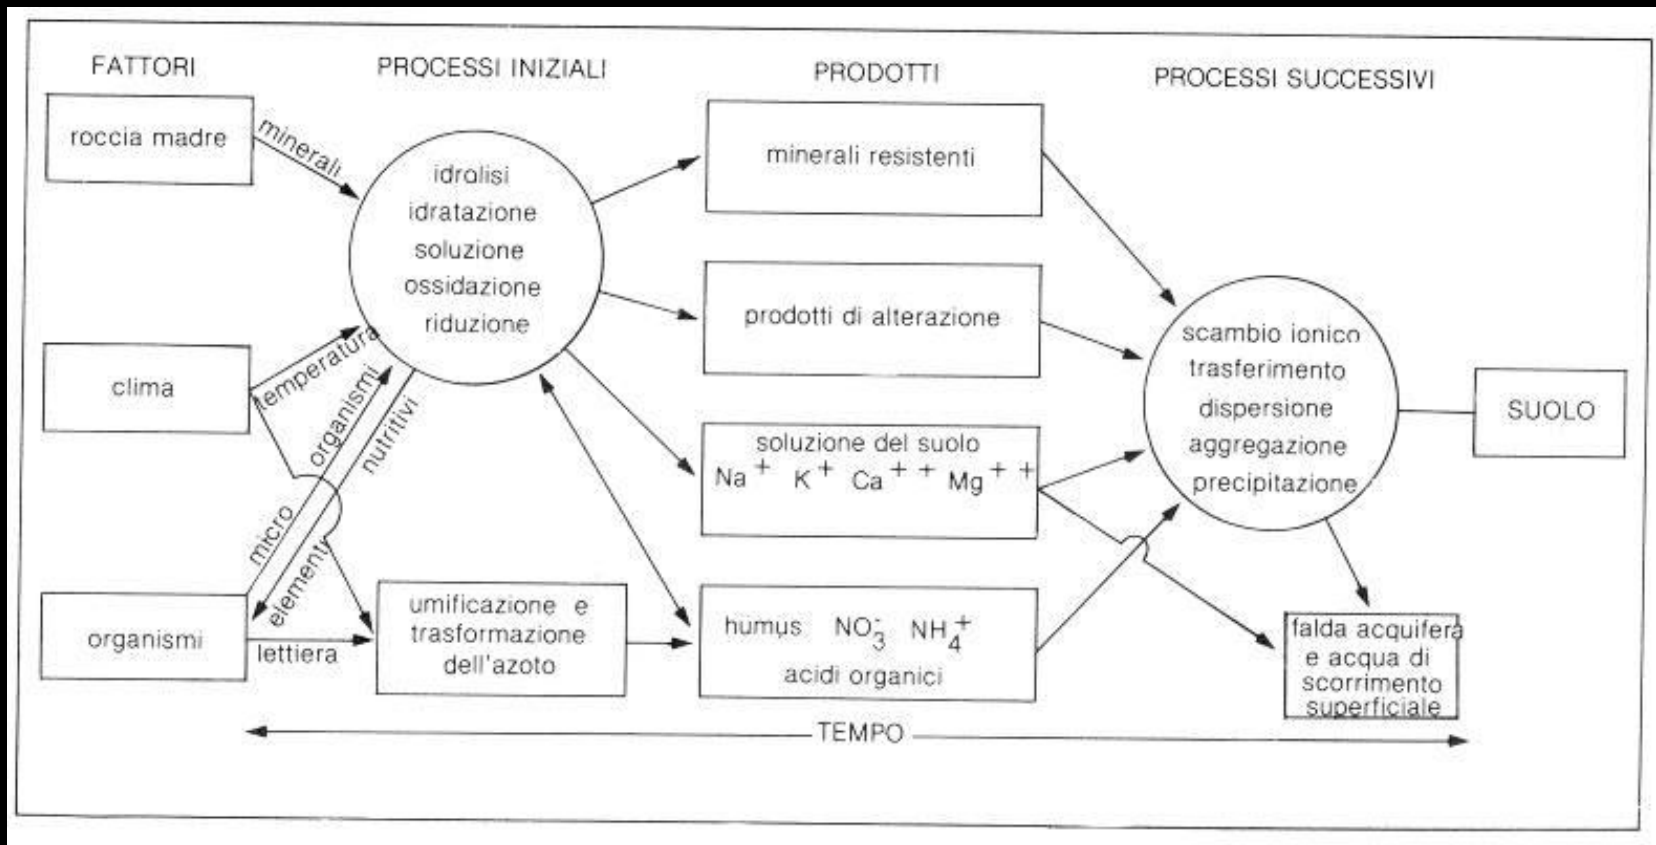 FATTORI
PROCESSI INIZIALI
PRODOTTI
PROCESSI SUCCESSIVI
roccia madre
minerali
idrolisi
idratazione
soluzione
ossidazione
riduzione
minerali resistenti
prodotti di alterazione
clima
temperatura
micro organismi
elementi nutritivi
soluzione del suolo
Na+ K+ Ca++ Mg++
scambio ionico
trasferimento
dispersione
aggregazione
precipitazione
SUOLO
organismi
lettiera
umificazione e
trasformazione
dell'azoto
humus NO3- NH4+
acidi organici
falda acquifera
e acqua di
scorrimento
superficiale
TEMPO